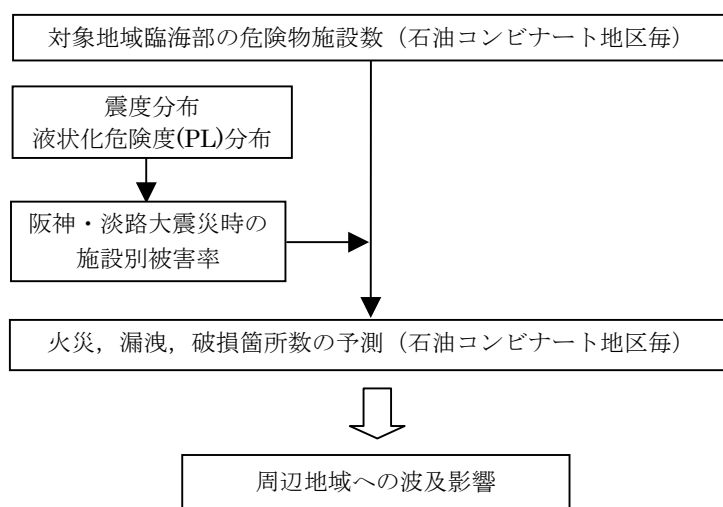 対象地域臨海部の危険物施設数（石油コンビナート地区毎）
震度分布
液状化危険度(PL)分布
阪神・淡路大震災時の
施設別被害率
火災，漏洩，破損箇所数の予測（石油コンビナート地区毎）
周辺地域への波及影響